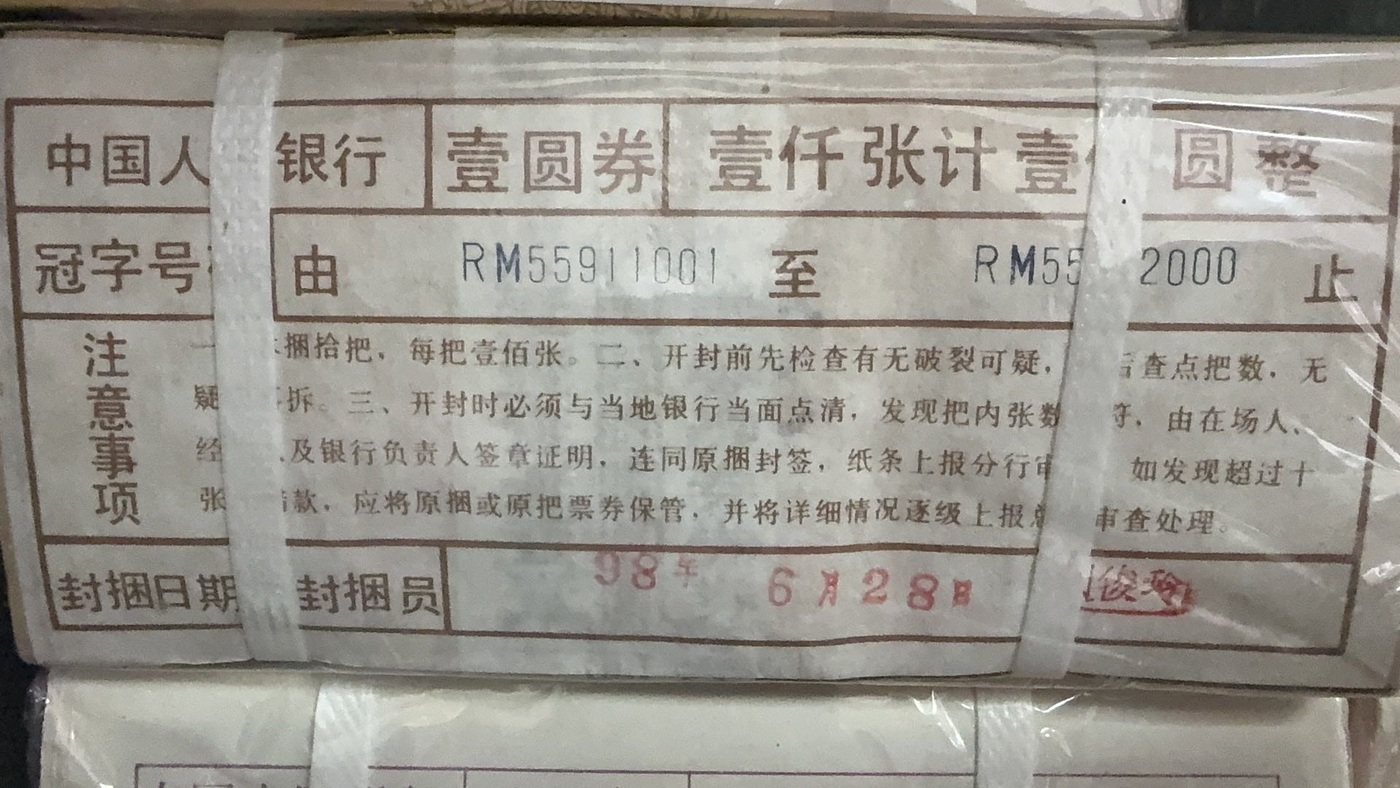 中国人 银行 壹圆券 壹仟张计壹 圆整
冠字号 由 RM55911001 至 RM55 2000 止
注意事项
一 捆拾把，每把壹佰张。二、开封前先检查有无破裂可疑， 后查点把数，无
疑 拆。三、开封时必须与当地银行当面点清，发现把内张数 符，由在场人、
经 及银行负责人签章证明，连同原捆封签，纸条上报分行审 如发现超过十
张 款，应将原捆或原把票券保管，并将详细情况逐级上报 审查处理。
封捆日期 封捆员 98年 6月28日 俊玲